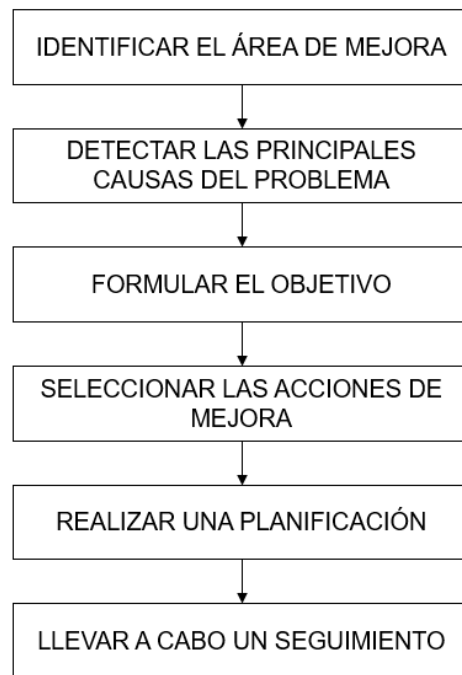 IDENTIFICAR EL ÁREA DE MEJORA
DETECTAR LAS PRINCIPALES
CAUSAS DEL PROBLEMA
FORMULAR EL OBJETIVO
SELECCIONAR LAS ACCIONES DE
MEJORA
REALIZAR UNA PLANIFICACIÓN
LLEVAR A CABO UN SEGUIMIENTO